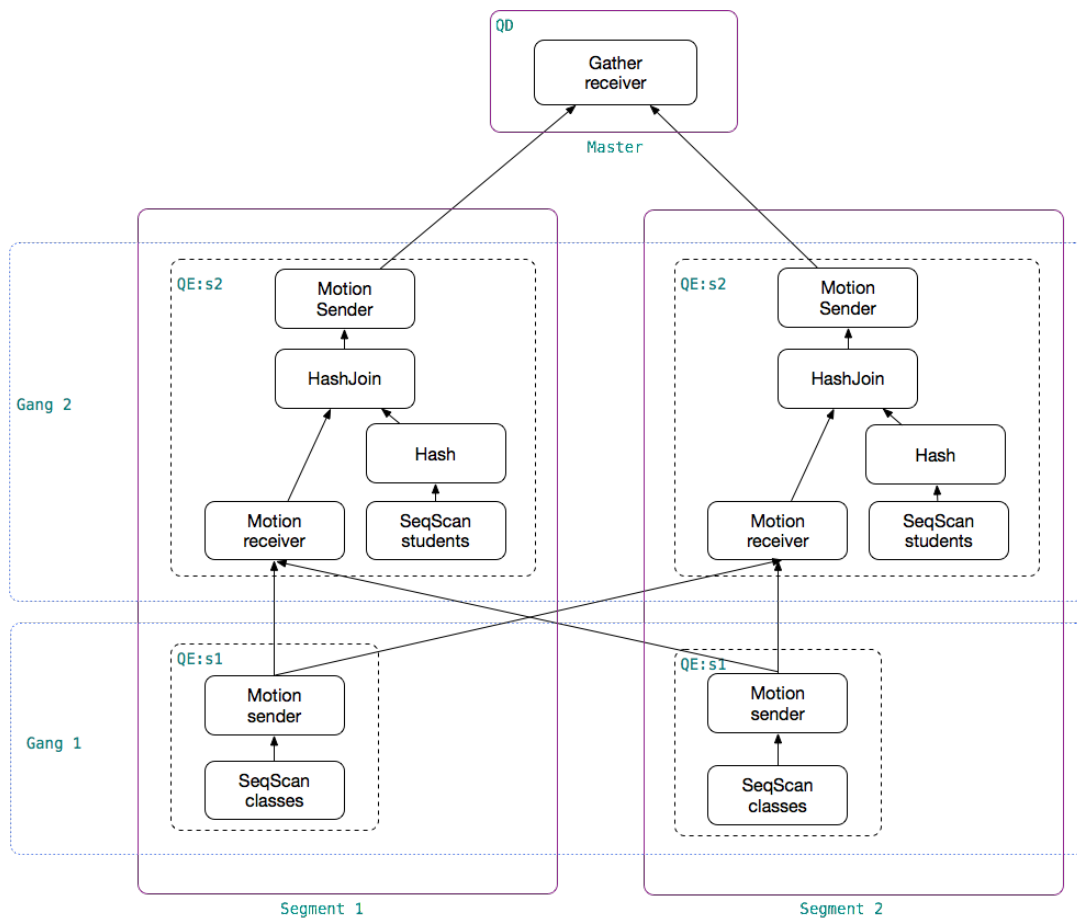 QD
Gather
receiver
Master
QE:s2
Motion
Sender
HashJoin
Hash
Motion
receiver
SeqScan
students
QE:s2
Motion
Sender
HashJoin
Hash
Motion
receiver
SeqScan
students
Gang 2
QE:s1
Motion
sender
SeqScan
classes
QE:s1
Motion
sender
SeqScan
classes
Gang 1
Segment 1
Segment 2